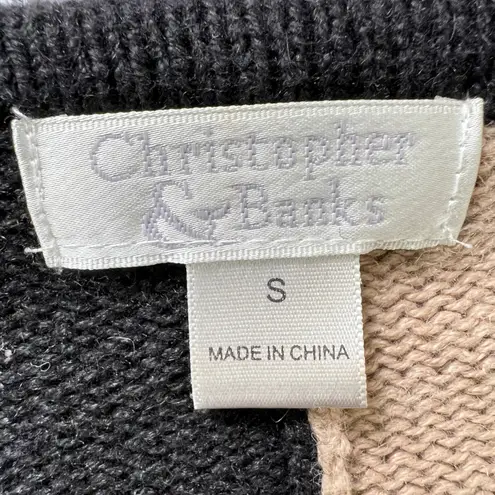 Christopher
& Banks
S
MADE IN CHINA